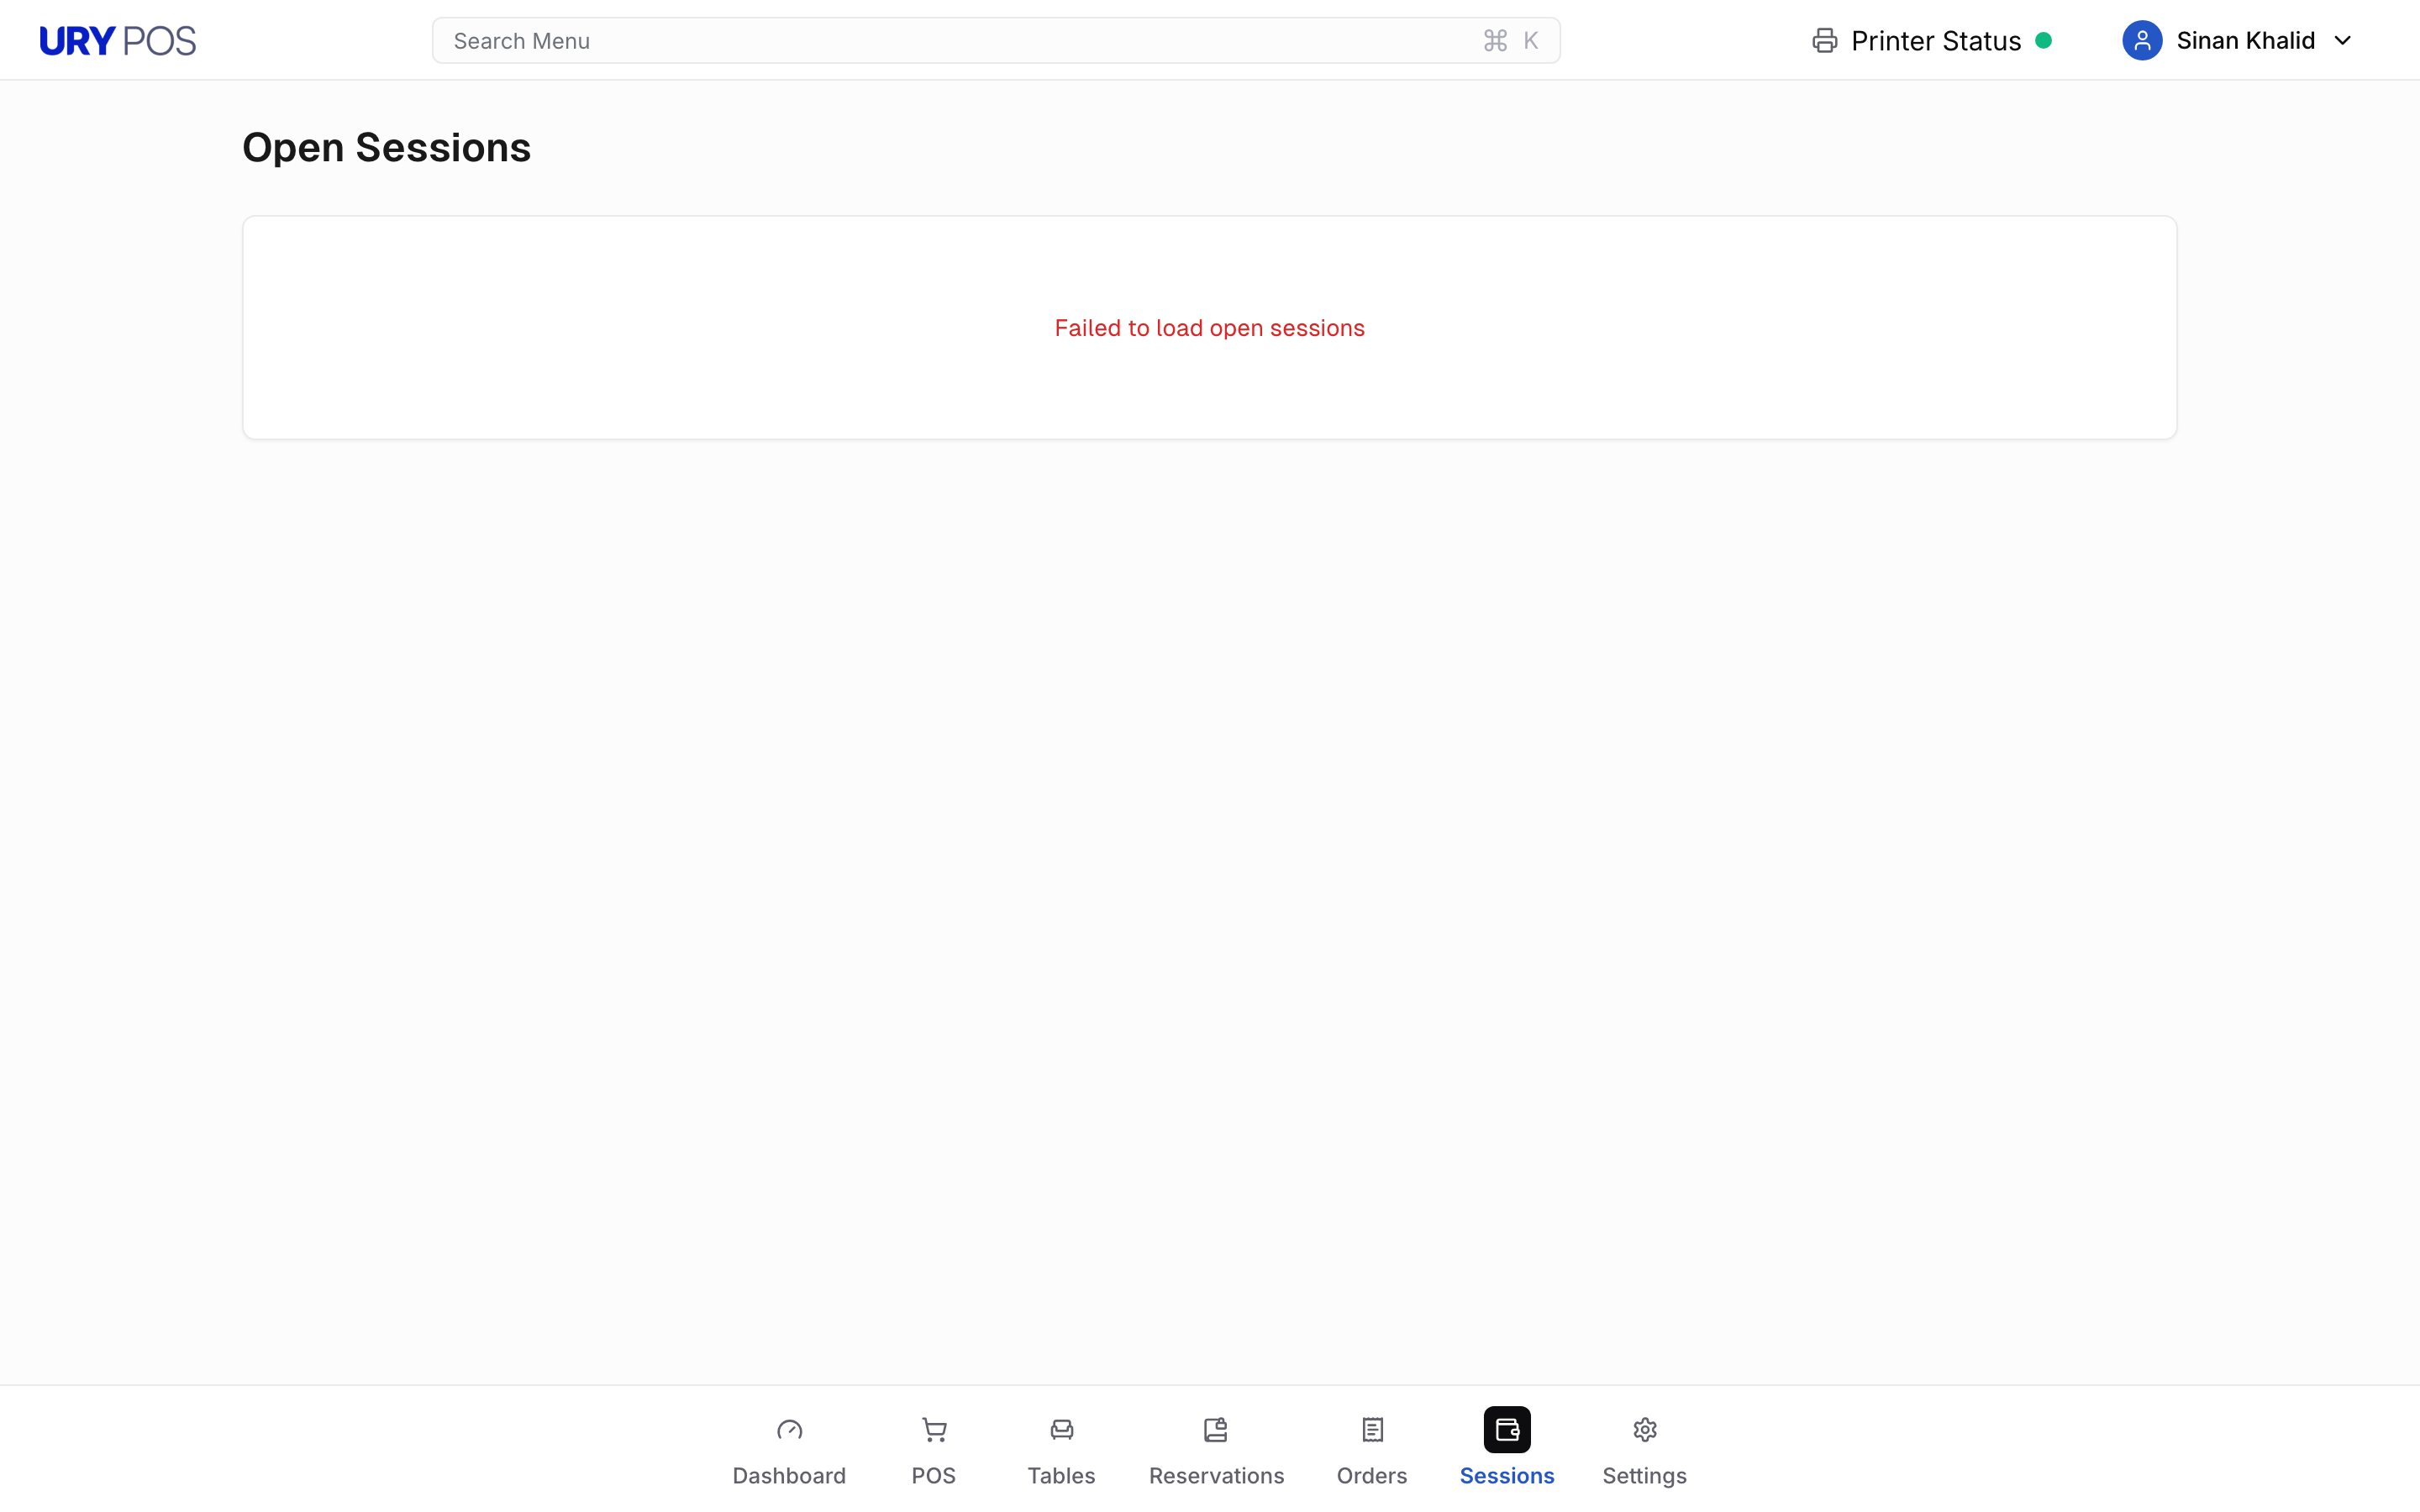 URY POS
Search Menu
⌘ K
Printer Status
Sinan Khalid
Open Sessions
Failed to load open sessions
Dashboard
POS
Tables
Reservations
Orders
Sessions
Settings